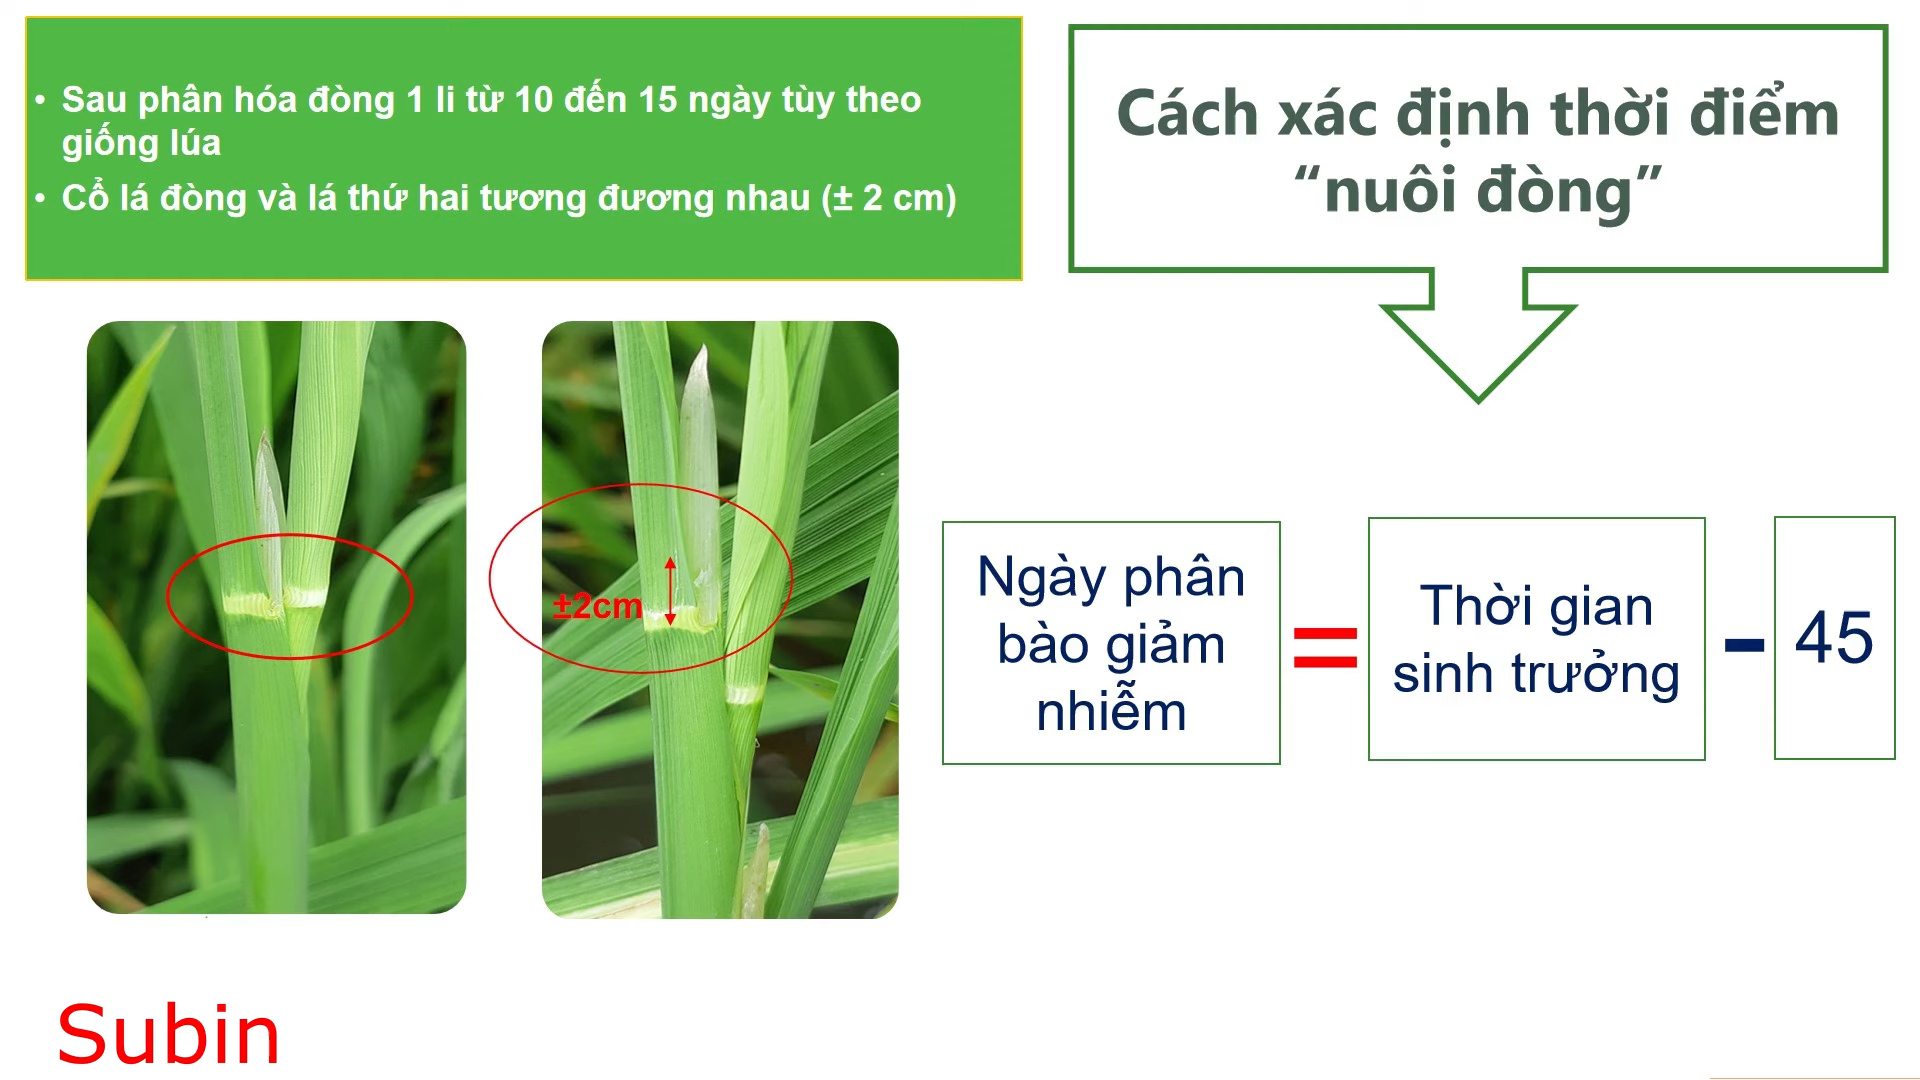 • Sau phân hóa đòng 1 li từ 10 đến 15 ngày tùy theo
giống lúa
• Cổ lá đòng và lá thứ hai tương đương nhau (± 2 cm)
Cách xác định thời điểm
“nuôi đòng”
±2cm
Ngày phân
bào giảm
nhiễm
=
Thời gian
sinh trưởng
-
45
Subin